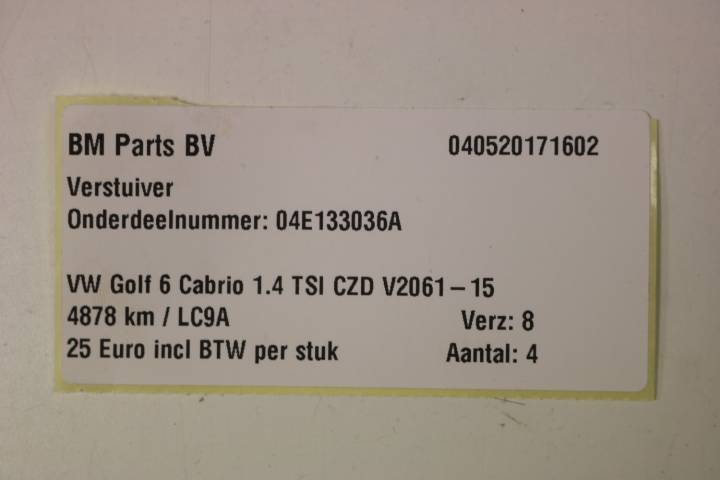 BM Parts BV 040520171602
Verstuiver
Onderdeelnummer: 04E133036A
VW Golf 6 Cabrio 1.4 TSI CZD V2061-15
4878 km / LC9A Verz: 8
25 Euro incl BTW per stuk Aantal: 4